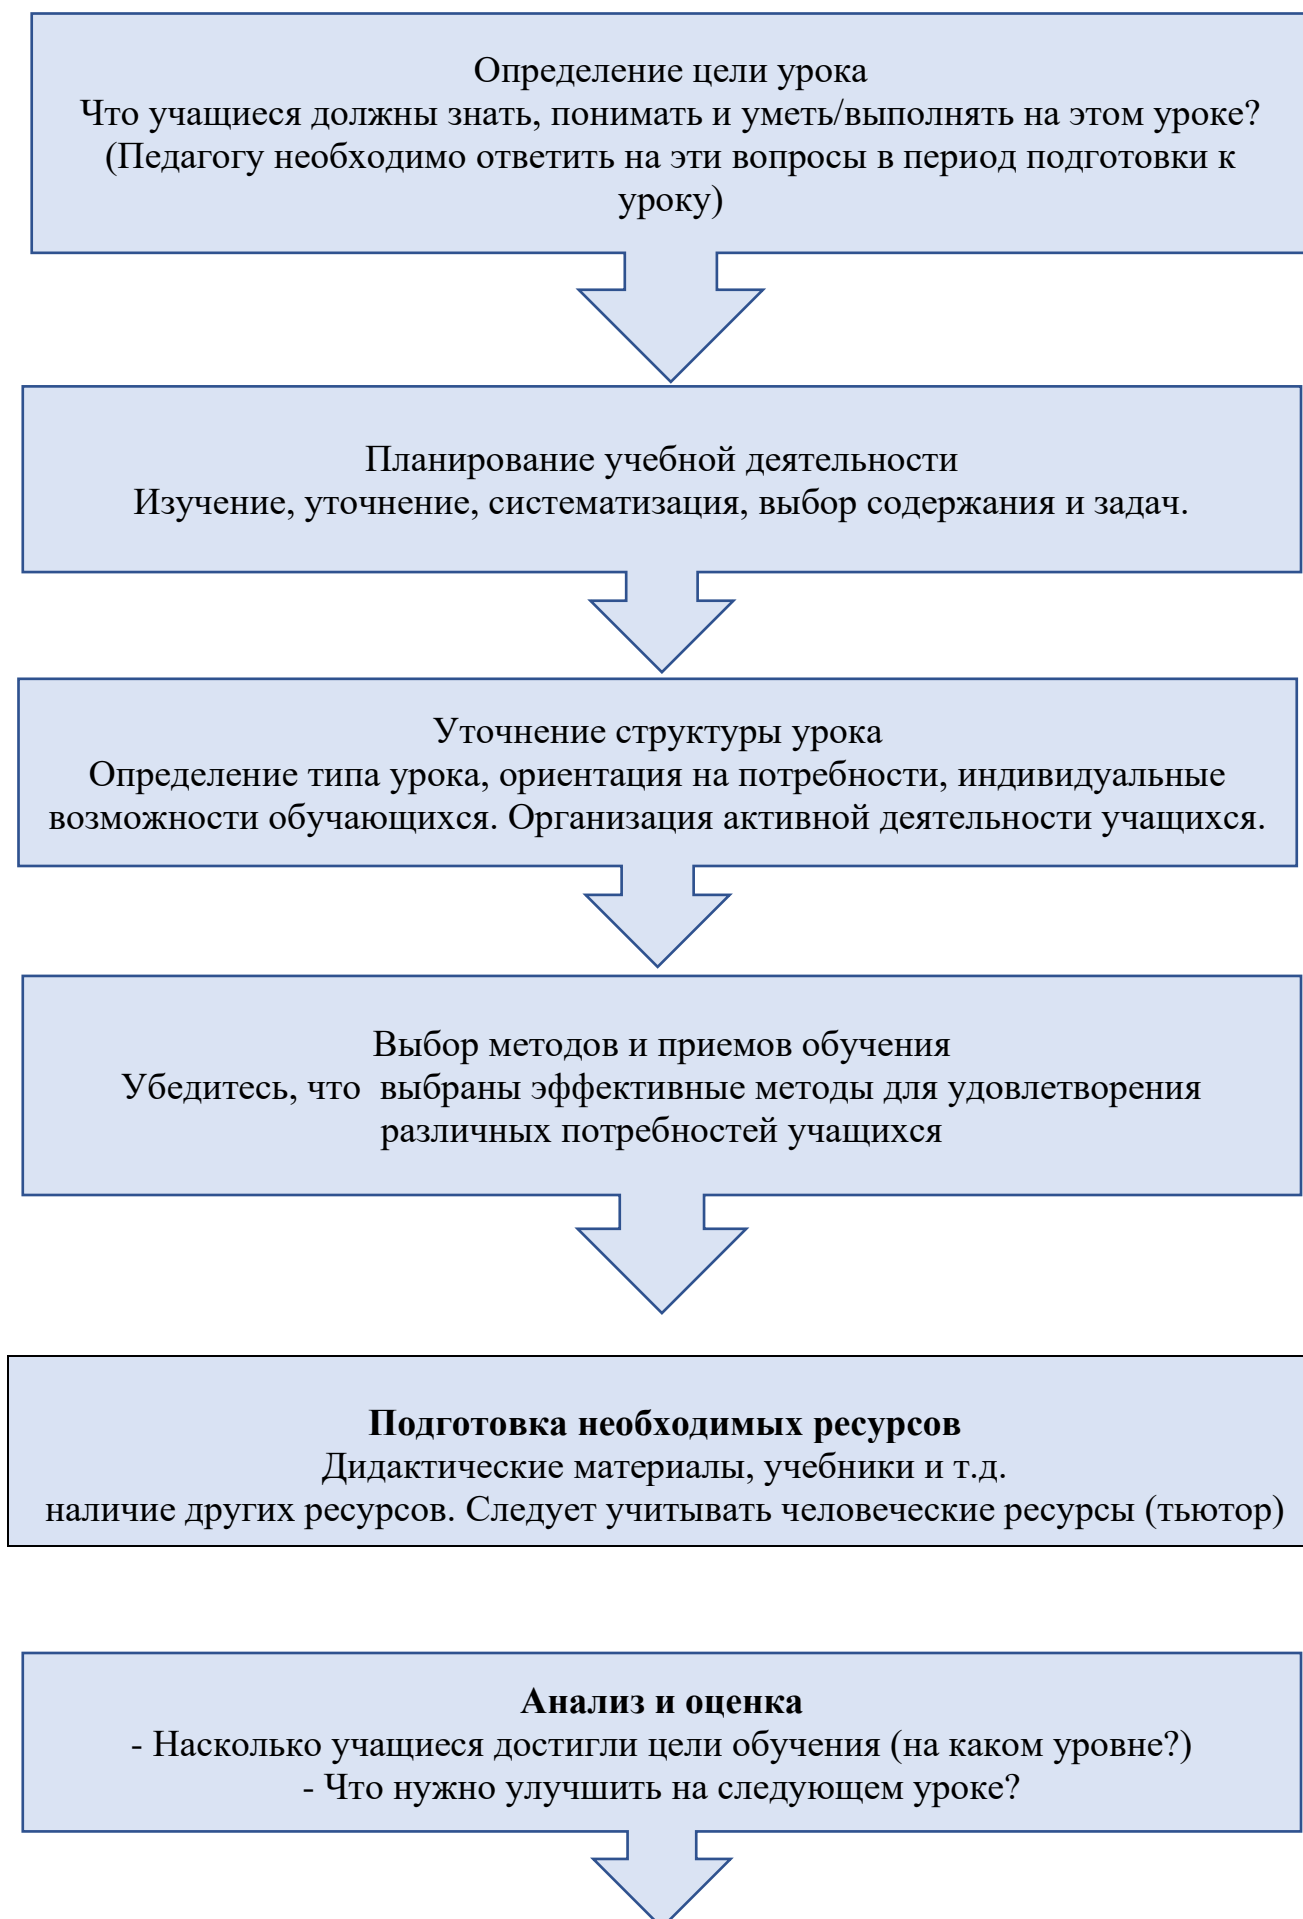 Определение цели урока
Что учащиеся должны знать, понимать и уметь/выполнять на этом уроке?
(Педагогу необходимо ответить на эти вопросы в период подготовки к
уроку)
Планирование учебной деятельности
Изучение, уточнение, систематизация, выбор содержания и задач.
Уточнение структуры урока
Определение типа урока, ориентация на потребности, индивидуальные
возможности обучающихся. Организация активной деятельности учащихся.
Выбор методов и приемов обучения
Убедитесь, что  выбраны эффективные методы для удовлетворения
различных потребностей учащихся
Подготовка необходимых ресурсов
Дидактические материалы, учебники и т.д.
наличие других ресурсов. Следует учитывать человеческие ресурсы (тьютор)
Анализ и оценка
- Насколько учащиеся достигли цели обучения (на каком уровне?)
- Что нужно улучшить на следующем уроке?